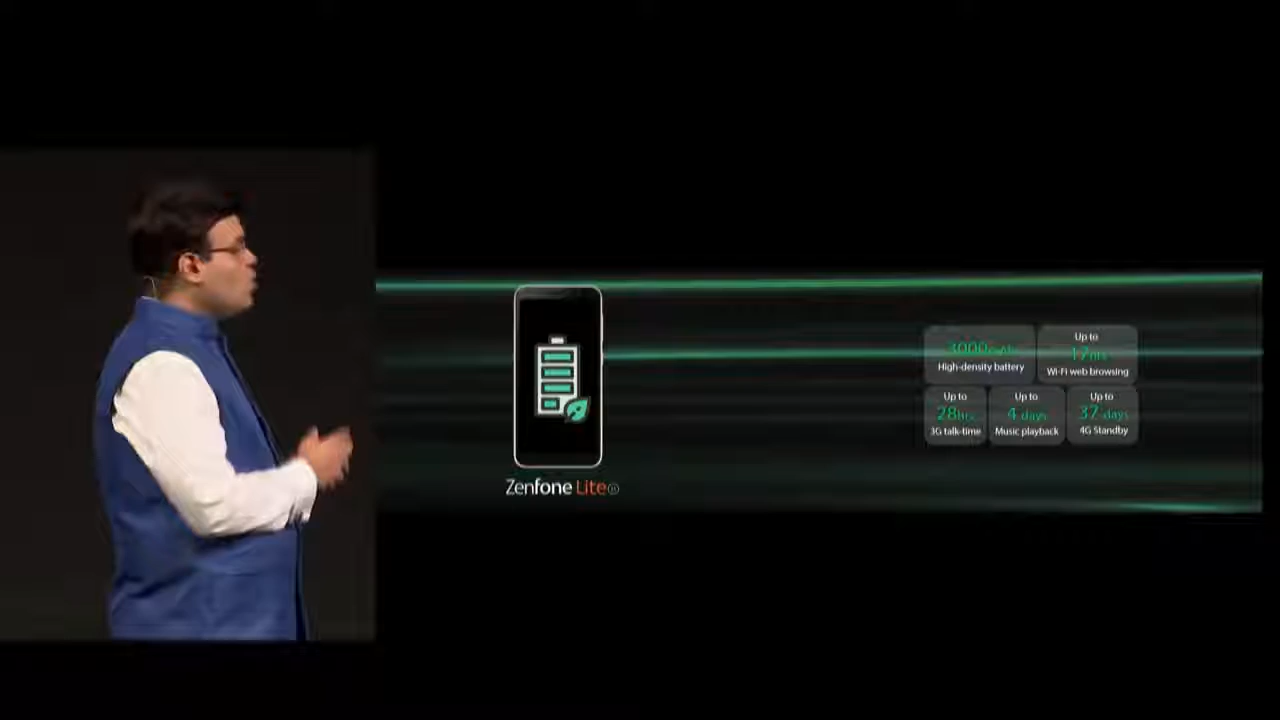 3000mAh
High-density battery
Up to
17hrs
Wi-Fi web browsing
Up to
28hrs
3G talk-time
Up to
4 days
Music playback
Up to
37 days
4G Standby
Zenfone Lite